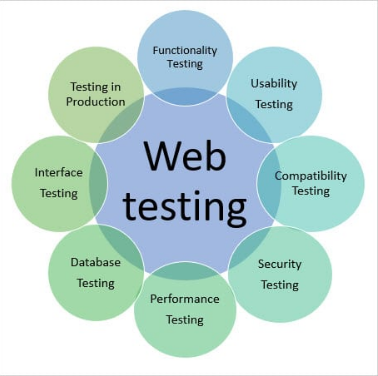 Web
testing
Functionality
Testing
Usability
Testing
Compatibility
Testing
Security
Testing
Performance
Testing
Database
Testing
Interface
Testing
Testing in
Production